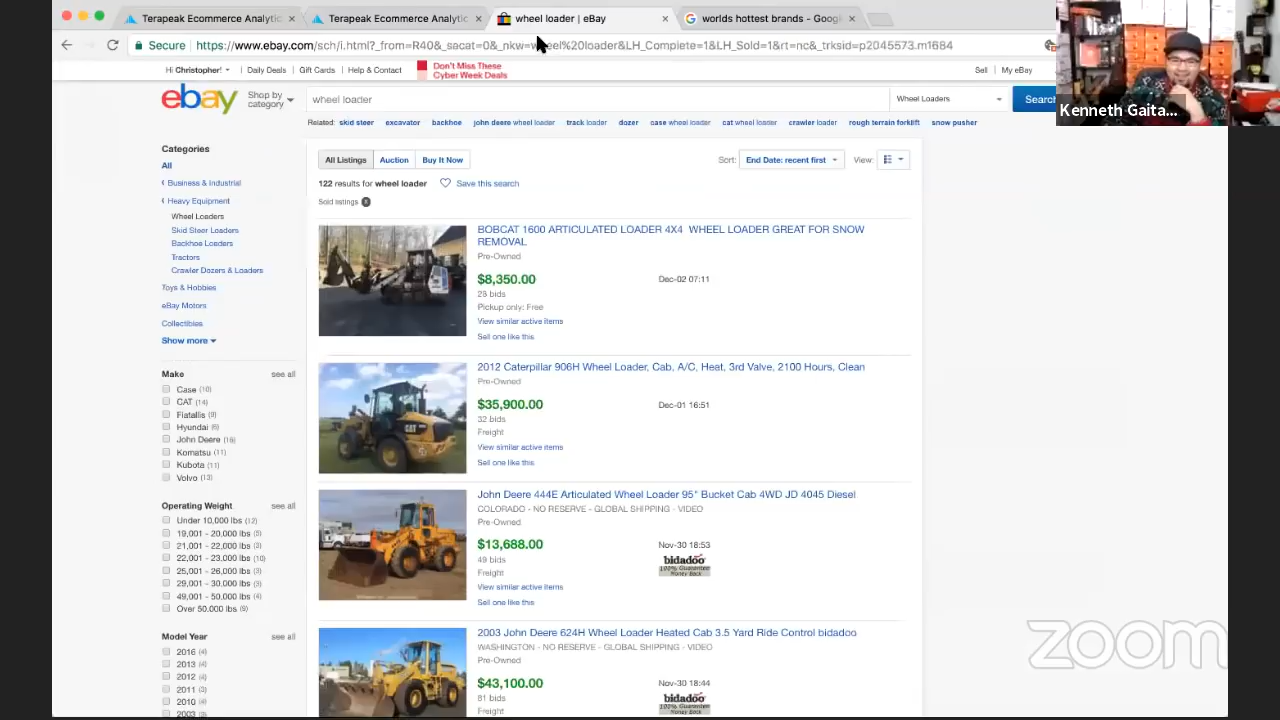 Terapeak Ecommerce Analytic
Terapeak Ecommerce Analytic
wheel loader | eBay
worlds hottest brands - Goog
Secure
https://www.ebay.com/sch/i.html?_from=R40&_sacat=0&_nkw=wheel%20loader&LH_Complete=1&LH_Sold=1&rt=nc&_trksid=p2045573.m1684
Hi Christopher!
Daily Deals
Gift Cards
Help & Contact
Don't Miss These
Cyber Week Deals
Sell
My eBay
ebay
Shop by
category
wheel loader
Wheel Loaders
Search
Kenneth Gaita...
Related:
skid steer
excavator
backhoe
john deere wheel loader
track loader
dozer
case wheel loader
cat wheel loader
crawler loader
rough terrain forklift
snow pusher
Categories
All
Business & Industrial
Heavy Equipment
Wheel Loaders
Skid Steer Loaders
Backhoe Loaders
Tractors
Crawler Dozers & Loaders
Toys & Hobbies
eBay Motors
Collectibles
Show more
Make
see all
Case (10)
CAT (14)
Fiatallis (9)
Hyundai (6)
John Deere (16)
Komatsu (11)
Kubota (11)
Volvo (13)
Operating Weight
see all
Under 10,000 lbs (12)
19,001 - 20,000 lbs (5)
21,001 - 22,000 lbs (3)
22,001 - 23,000 lbs (10)
25,001 - 26,000 lbs (3)
29,001 - 30,000 lbs (3)
49,001 - 50,000 lbs (4)
Over 50,000 lbs (9)
Model Year
see all
2016 (4)
2013 (4)
2012 (4)
2011 (3)
2010 (4)
2003 (3)
All Listings
Auction
Buy It Now
Sort:
End Date: recent first
View:
122 results for wheel loader
Save this search
Sold listings
BOBCAT 1600 ARTICULATED LOADER 4X4 WHEEL LOADER GREAT FOR SNOW
REMOVAL
Pre-Owned
$8,350.00
Dec-02 07:11
23 bids
Pickup only: Free
View similar active items
Sell one like this
2012 Caterpillar 906H Wheel Loader, Cab, A/C, Heat, 3rd Valve, 2100 Hours, Clean
Pre-Owned
$35,900.00
Dec-01 16:51
32 bids
Freight
View similar active items
Sell one like this
CAT
John Deere 444E Articulated Wheel Loader 95" Bucket Cab 4WD JD 4045 Diesel
COLORADO - NO RESERVE - GLOBAL SHIPPING - VIDEO
Pre-Owned
$13,688.00
Nov-30 18:53
49 bids
bidadoo
100% Guarantee
Money Back
Freight
View similar active items
Sell one like this
2003 John Deere 624H Wheel Loader Heated Cab 3.5 Yard Ride Control bidadoo
WASHINGTON - NO RESERVE - GLOBAL SHIPPING - VIDEO
Pre-Owned
$43,100.00
Nov-30 18:44
81 bids
bidadoo
100% Guarantee
Money Back
Freight
zoom